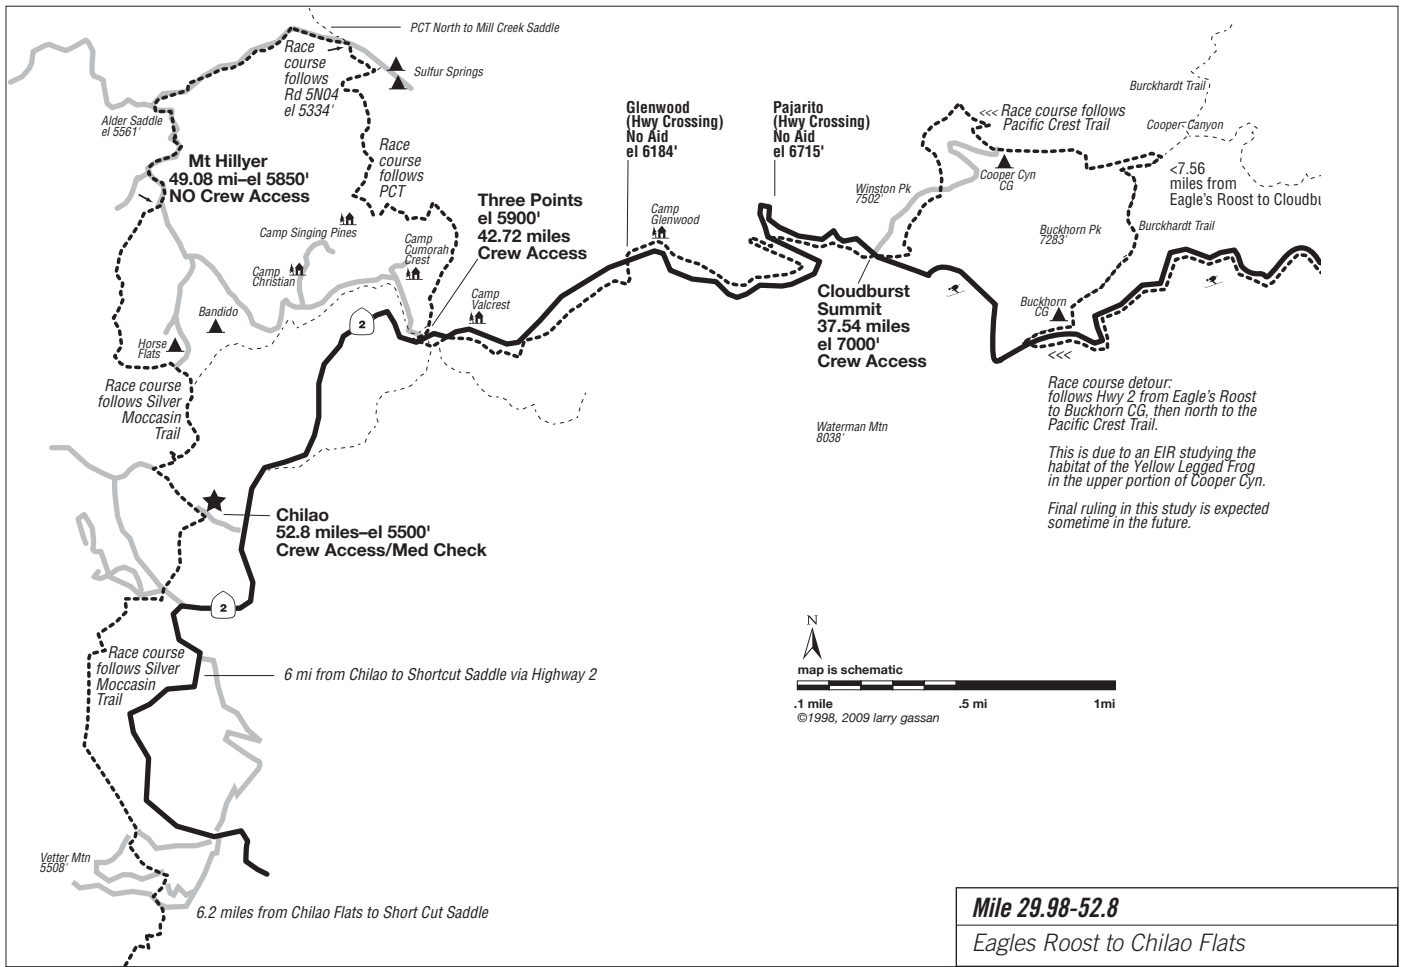 PCT North to Mill Creek Saddle
Race
course
follows
Rd 5N04
el 5334'
Sulfur Springs
Alder Saddle
el 5561'
Mt Hillyer
49.08 mi–el 5850'
NO Crew Access
Race
course
follows
PCT
Glenwood
(Hwy Crossing)
No Aid
el 6184'
Pajarito
(Hwy Crossing)
No Aid
el 6715'
<<< Race course follows
Pacific Crest Trail
Burckhardt Trail
Cooper Canyon
<7.56
miles from
Eagle's Roost to Cloudbu
Cooper Cyn
CG
Winston Pk
7502'
Buckhorn Pk
7283'
Burckhardt Trail
Three Points
el 5900'
42.72 miles
Crew Access
Camp
Glenwood
Camp Singing Pines
Camp
Cumorah
Crest
Camp
Christian
Camp
Valcrest
Bandido
Horse
Flats
2
Cloudburst
Summit
37.54 miles
el 7000'
Crew Access
Buckhorn
CG
<<<
Race course
follows Silver
Moccasin
Trail
Race course detour:
follows Hwy 2 from Eagle's Roost
to Buckhorn CG, then north to the
Pacific Crest Trail.
This is due to an EIR studying the
habitat of the Yellow Legged Frog
in the upper portion of Cooper Cyn.
Final ruling in this study is expected
sometime in the future.
Waterman Mtn
8038'
Chilao
52.8 miles–el 5500'
Crew Access/Med Check
2
Race course
follows Silver
Moccasin
Trail
6 mi from Chilao to Shortcut Saddle via Highway 2
N
map is schematic
.1 mile .5 mi 1mi
©1998, 2009 larry gassan
Vetter Mtn
5508'
6.2 miles from Chilao Flats to Short Cut Saddle
Mile 29.98-52.8
Eagles Roost to Chilao Flats